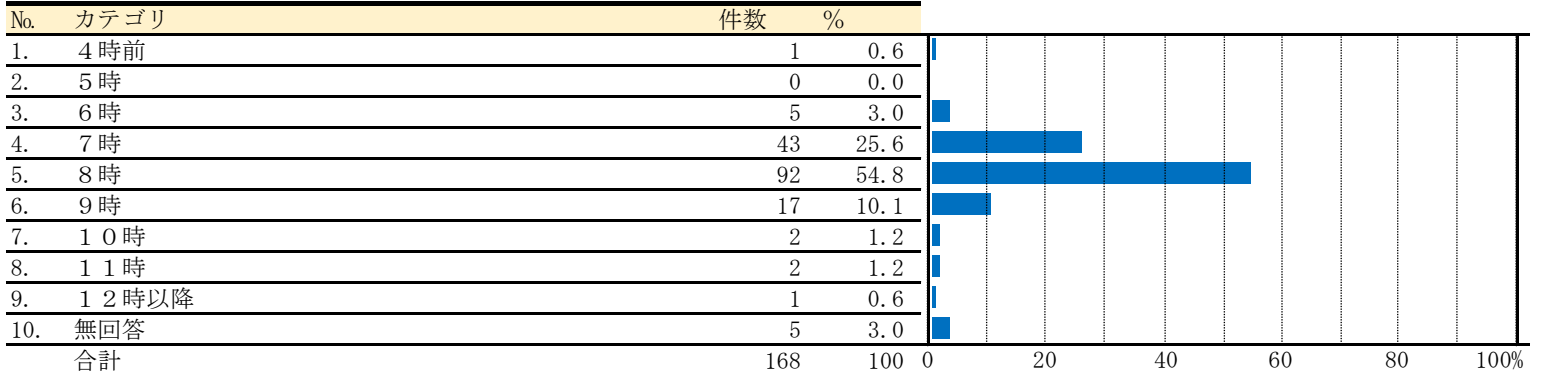 № カテゴリ 件数 %
1. ４時前 1 0.6
2. ５時 0 0.0
3. ６時 5 3.0
4. ７時 43 25.6
5. ８時 92 54.8
6. ９時 17 10.1
7. １０時 2 1.2
8. １１時 2 1.2
9. １２時以降 1 0.6
10. 無回答 5 3.0
合計 168 100 0 20 40 60 80 100%